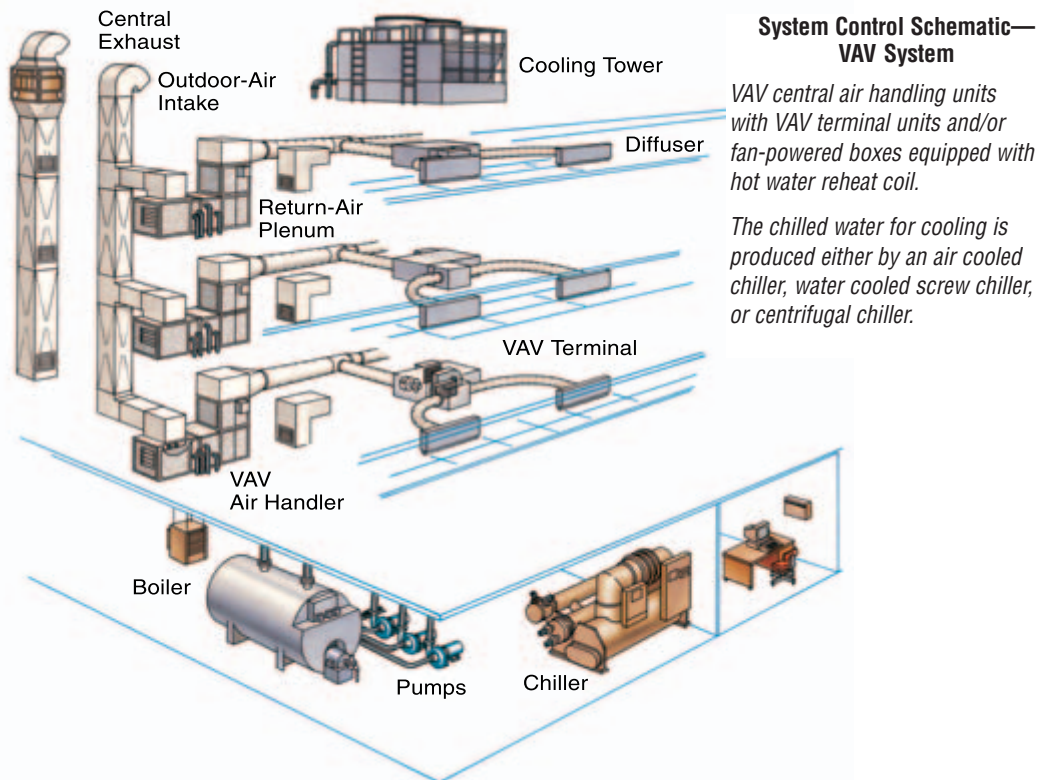 Central
Exhaust
Outdoor-Air
Intake
Cooling Tower
Diffuser
Return-Air
Plenum
VAV Terminal
VAV
Air Handler
Boiler
Pumps
Chiller
System Control Schematic—
VAV System
VAV central air handling units
with VAV terminal units and/or
fan-powered boxes equipped with
hot water reheat coil.
The chilled water for cooling is
produced either by an air cooled
chiller, water cooled screw chiller,
or centrifugal chiller.